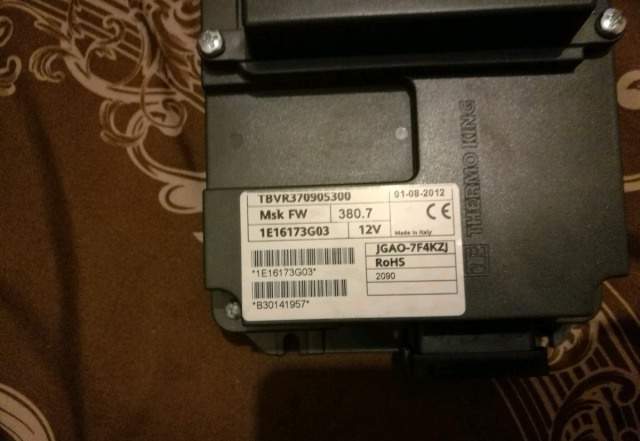 TBVR370905300
01-08-2012
Msk FW 380.7
1E16173G03 12V
Made in Italy
CE
*1E16173G03*
JGAO-7F4KZJ
RoHS
2090
*B30141957*
THERMO KING